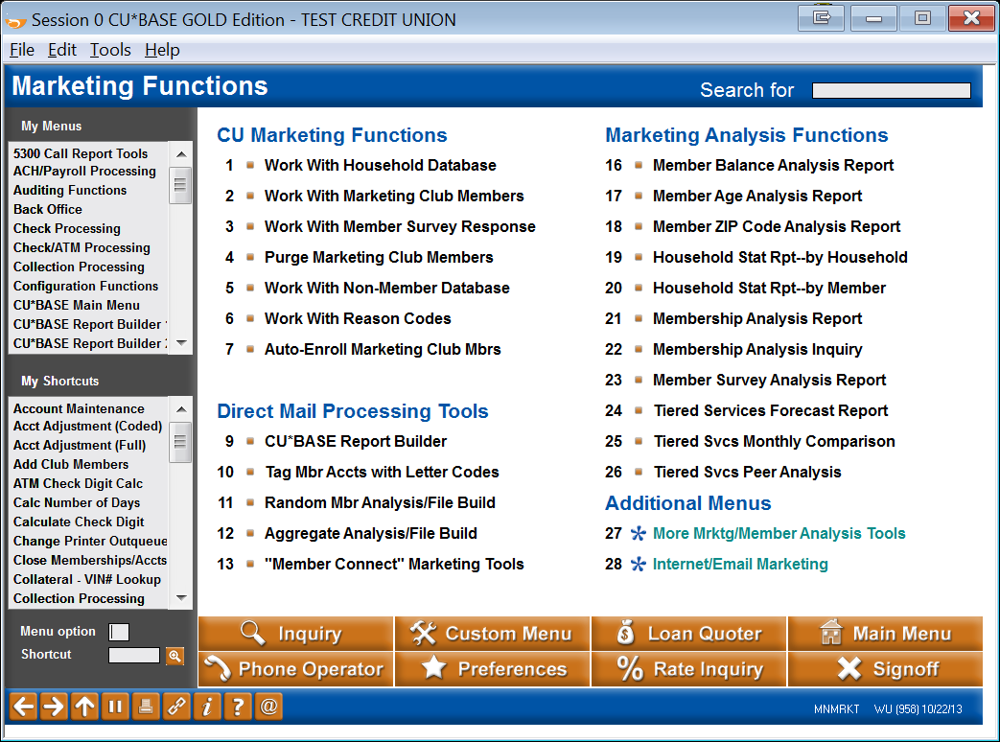 Session 0 CU*BASE GOLD Edition - TEST CREDIT UNION
File Edit Tools Help
Marketing Functions
Search for
My Menus
5300 Call Report Tools
ACH/Payroll Processing
Auditing Functions
Back Office
Check Processing
Check/ATM Processing
Collection Processing
Configuration Functions
CU*BASE Main Menu
CU*BASE Report Builder
CU*BASE Report Builder
My Shortcuts
Account Maintenance
Acct Adjustment (Coded)
Acct Adjustment (Full)
Add Club Members
ATM Check Digit Calc
Calc Number of Days
Calculate Check Digit
Change Printer Outqueue
Close Memberships/Accts
Collateral - VIN# Lookup
Collection Processing
Menu option
Shortcut
CU Marketing Functions
1 Work With Household Database
2 Work With Marketing Club Members
3 Work With Member Survey Response
4 Purge Marketing Club Members
5 Work With Non-Member Database
6 Work With Reason Codes
7 Auto-Enroll Marketing Club Mbrs
Direct Mail Processing Tools
9 CU*BASE Report Builder
10 Tag Mbr Accts with Letter Codes
11 Random Mbr Analysis/File Build
12 Aggregate Analysis/File Build
13 "Member Connect" Marketing Tools
Marketing Analysis Functions
16 Member Balance Analysis Report
17 Member Age Analysis Report
18 Member ZIP Code Analysis Report
19 Household Stat Rpt--by Household
20 Household Stat Rpt--by Member
21 Membership Analysis Report
22 Membership Analysis Inquiry
23 Member Survey Analysis Report
24 Tiered Services Forecast Report
25 Tiered Svcs Monthly Comparison
26 Tiered Svcs Peer Analysis
Additional Menus
27 More Mrktg/Member Analysis Tools
28 Internet/Email Marketing
Inquiry Custom Menu Loan Quoter Main Menu
Phone Operator Preferences Rate Inquiry Signoff
MNMRKT WU (958) 10/22/13